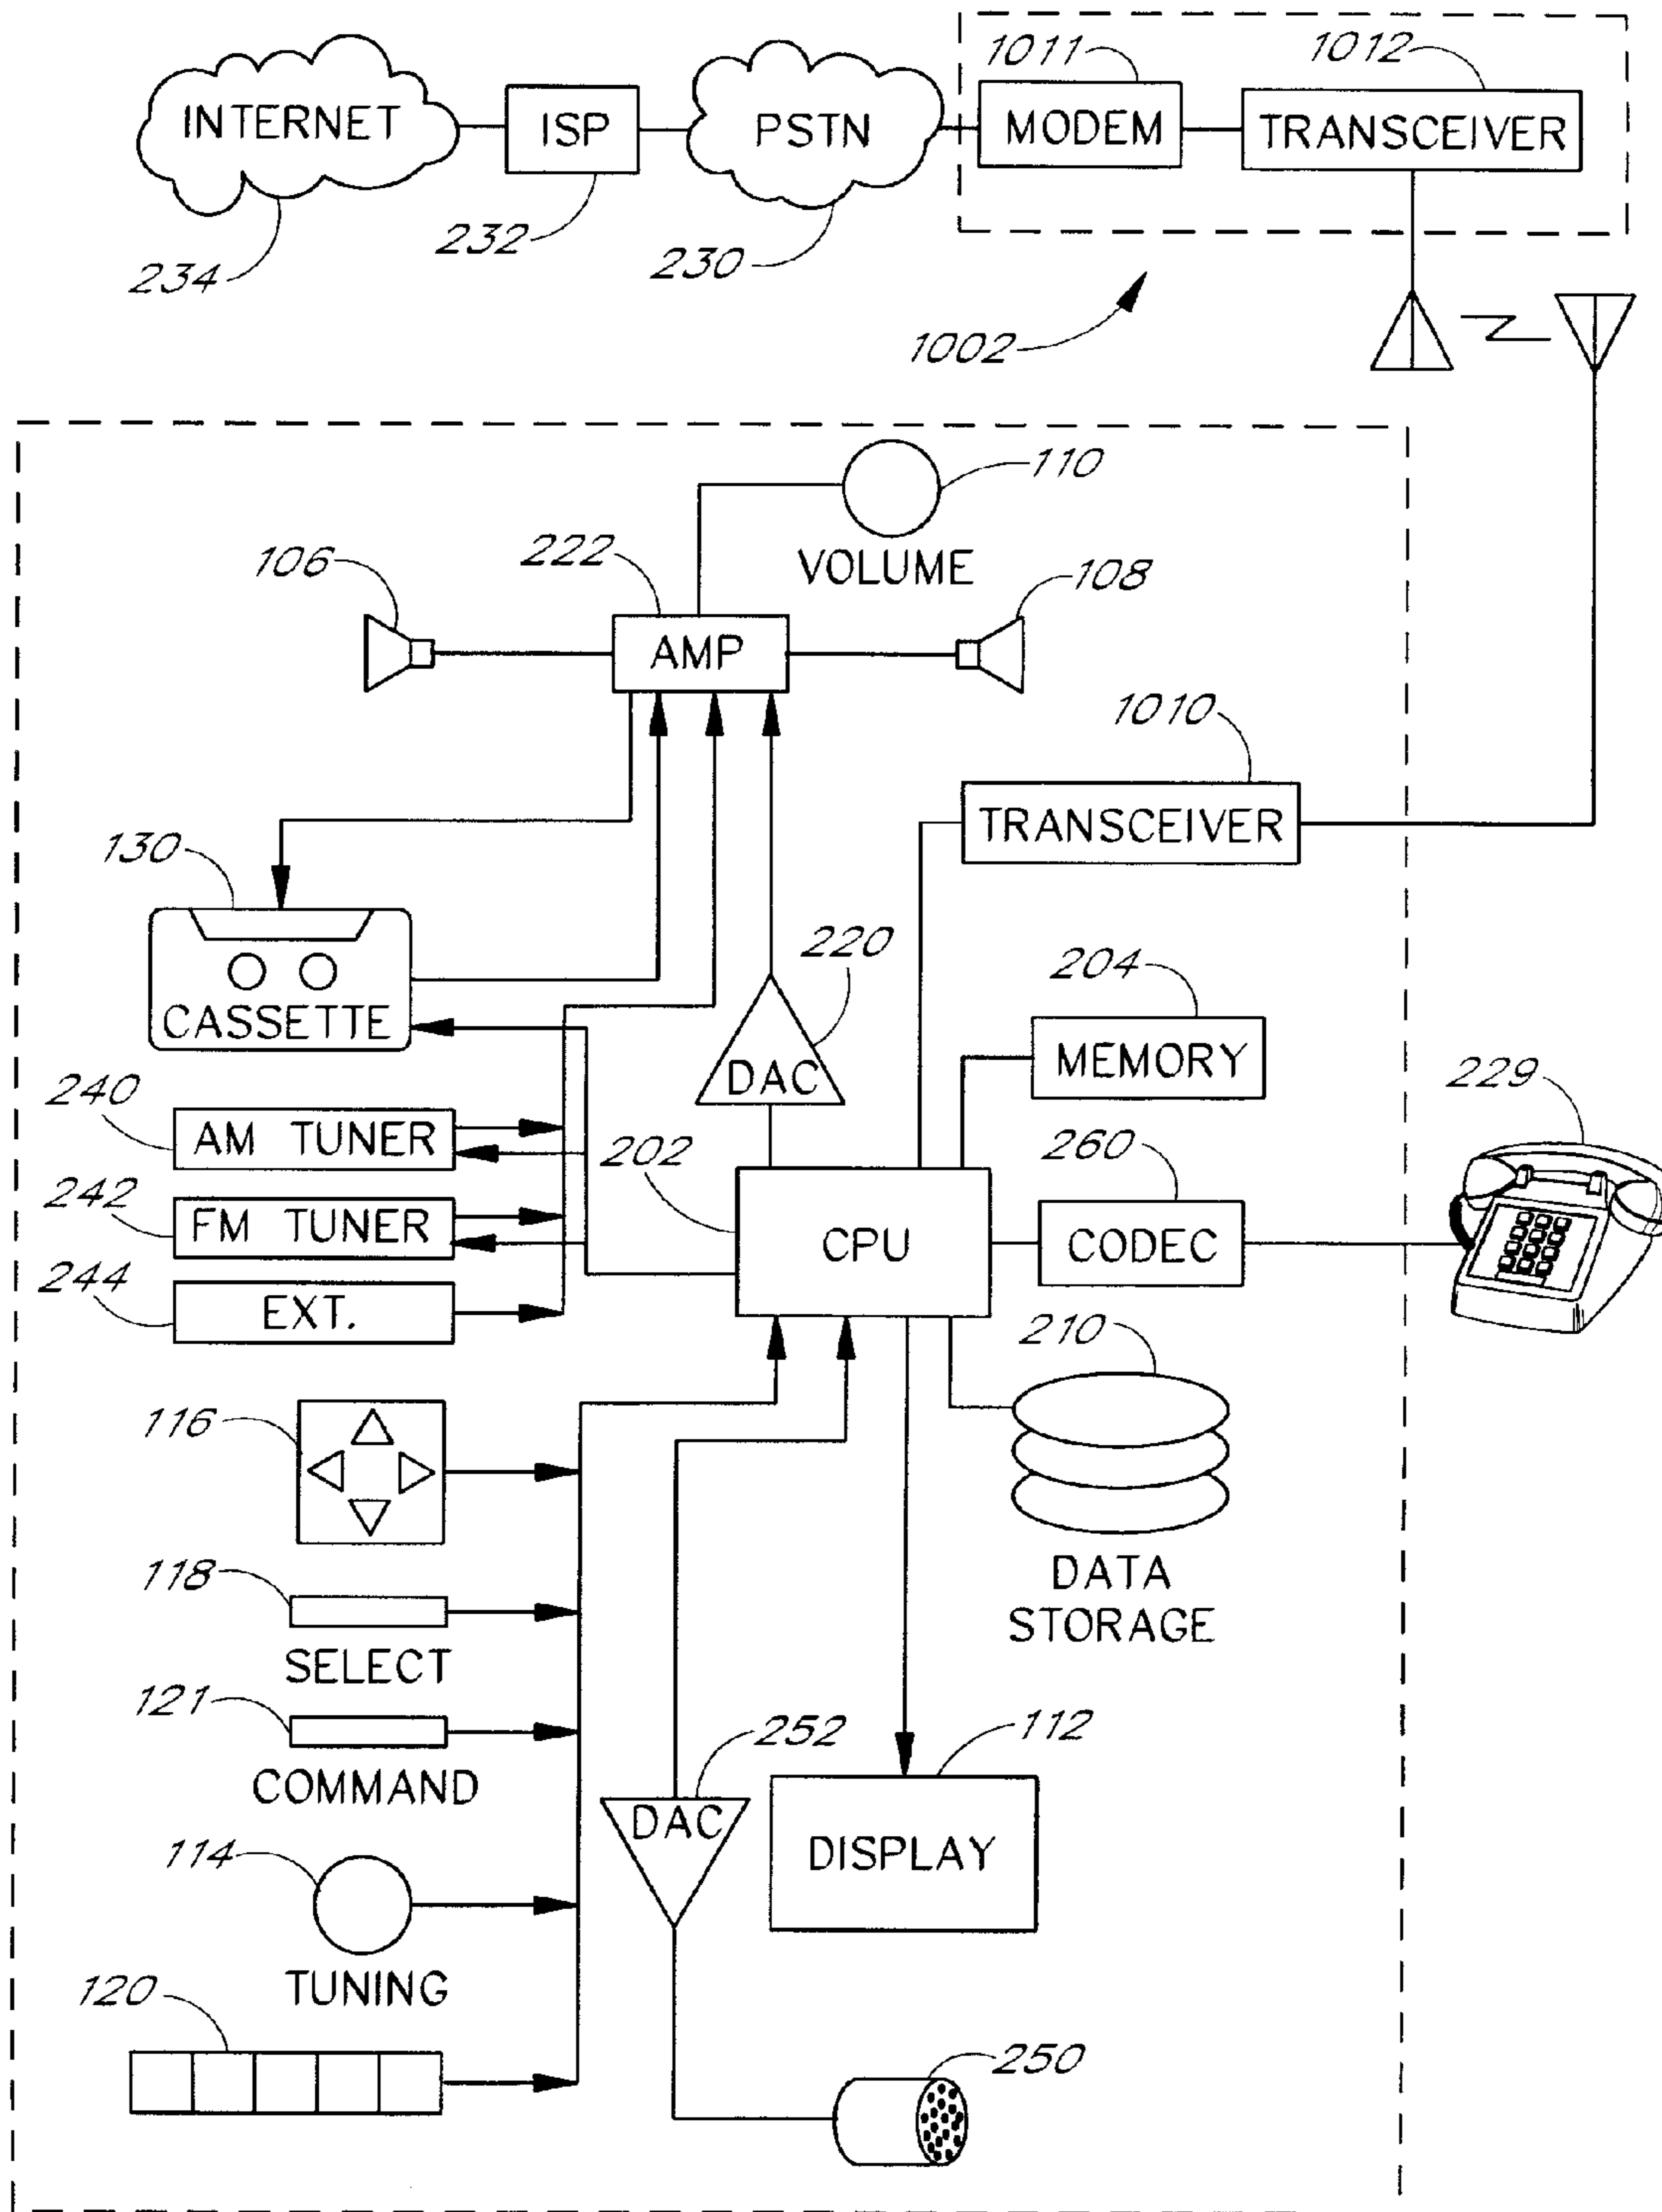 1011
1012
INTERNET
ISP
PSTN
MODEM
TRANSCEIVER
234
232
230
1002
110
VOLUME
106
222
108
AMP
1010
TRANSCEIVER
130
CASSETTE
220
DAC
204
MEMORY
240
AM TUNER
202
260
229
242
FM TUNER
CPU
CODEC
244
EXT.
210
116
DATA
STORAGE
118
SELECT
121
COMMAND
252
DAC
112
DISPLAY
114
TUNING
120
250